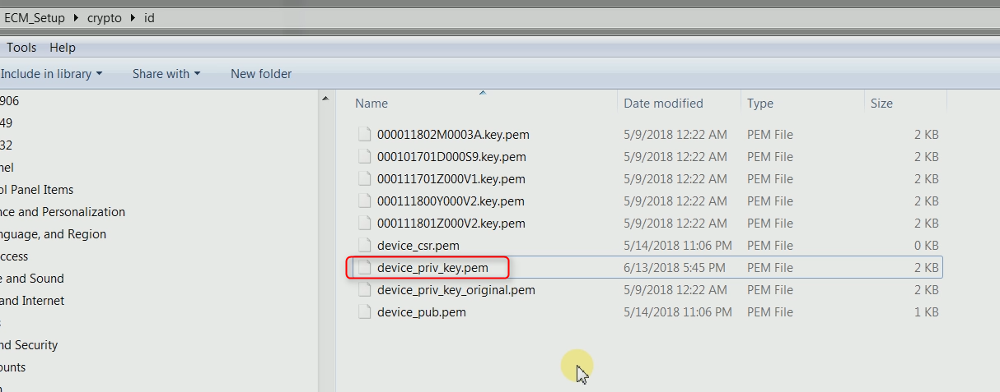 ECM_Setup crypto id
Tools Help
Include in library Share with New folder
906
49
32
nel
ol Panel Items
nce and Personalization
nguage, and Region
ccess
e and Sound
and Internet
s
nd Security
ounts
Name Date modified Type Size
000011802M0003A.key.pem 5/9/2018 12:22 AM PEM File 2 KB
000101701D000S9.key.pem 5/9/2018 12:22 AM PEM File 2 KB
000111701Z000V1.key.pem 5/9/2018 12:22 AM PEM File 2 KB
000111800Y000V2.key.pem 5/9/2018 12:22 AM PEM File 2 KB
000111801Z000V2.key.pem 5/9/2018 12:22 AM PEM File 2 KB
device_csr.pem 5/14/2018 11:06 PM PEM File 0 KB
device_priv_key.pem 6/13/2018 5:45 PM PEM File 2 KB
device_priv_key_original.pem 5/9/2018 12:22 AM PEM File 2 KB
device_pub.pem 5/14/2018 11:06 PM PEM File 1 KB